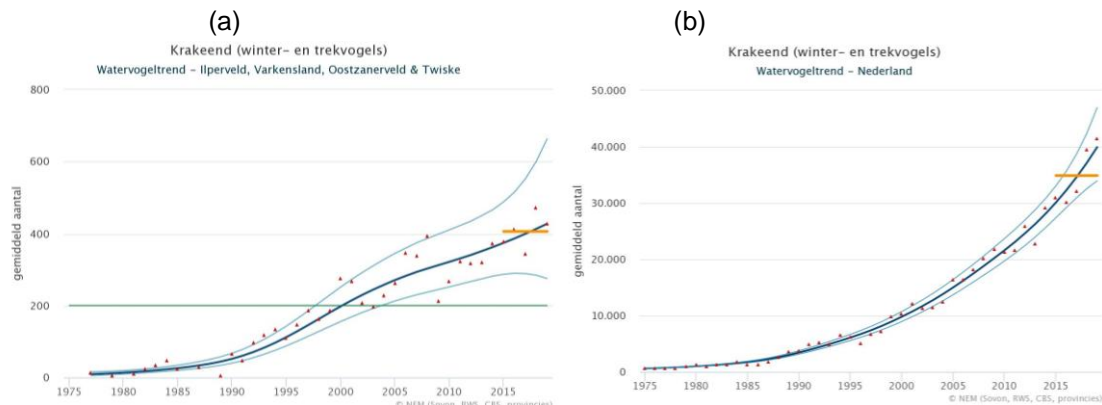 (a)
Krakeend (winter- en trekvogels)
Watervogeltrend - Ilperveld, Varkensland, Oostzanerveld & Twiske
gemiddeld aantal
800
600
400
200
0
1975 1980 1985 1990 1995 2000 2005 2010 2015
© NEM (Sovon, RWS, CBS, provincies)
(b)
Krakeend (winter- en trekvogels)
Watervogeltrend - Nederland
gemiddeld aantal
50.000
40.000
30.000
20.000
10.000
0
1975 1980 1985 1990 1995 2000 2005 2010 2015
© NEM (Sovon, RWS, CBS, provincies)